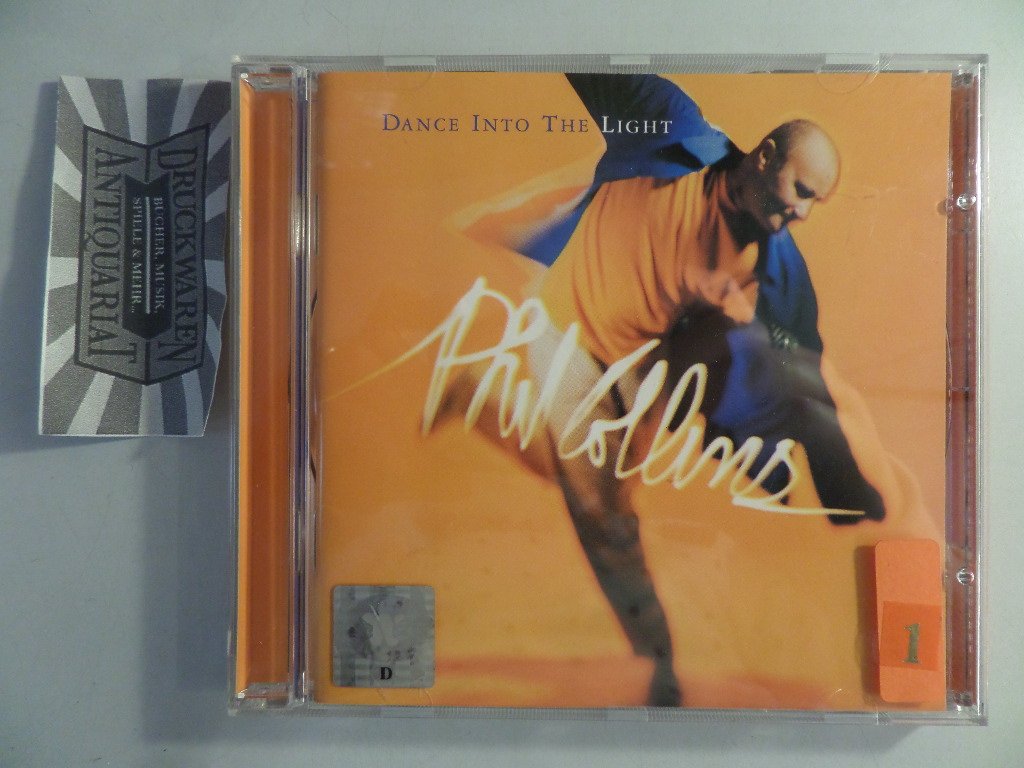 DANCE INTO THE LIGHT
Phil Collins
DRUCKWAREN
BÜCHER, MUSIK,
SPIELE & MEHR...
ANTIQUARIAT
D
1